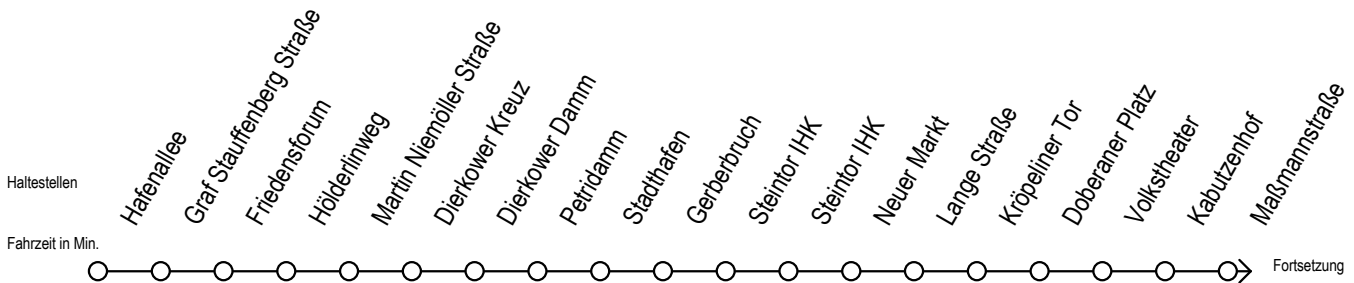 Haltestellen
Hafenallee
Graf Stauffenberg Straße
Friedensforum
Hölderlinweg
Martin Niemöller Straße
Dierkower Kreuz
Dierkower Damm
Petridamm
Stadthafen
Gerberbruch
Steintor IHK
Steintor IHK
Neuer Markt
Lange Straße
Kröpeliner Tor
Doberaner Platz
Volkstheater
Kabutzenhof
Maßmannstraße
Fahrzeit in Min.
Fortsetzung